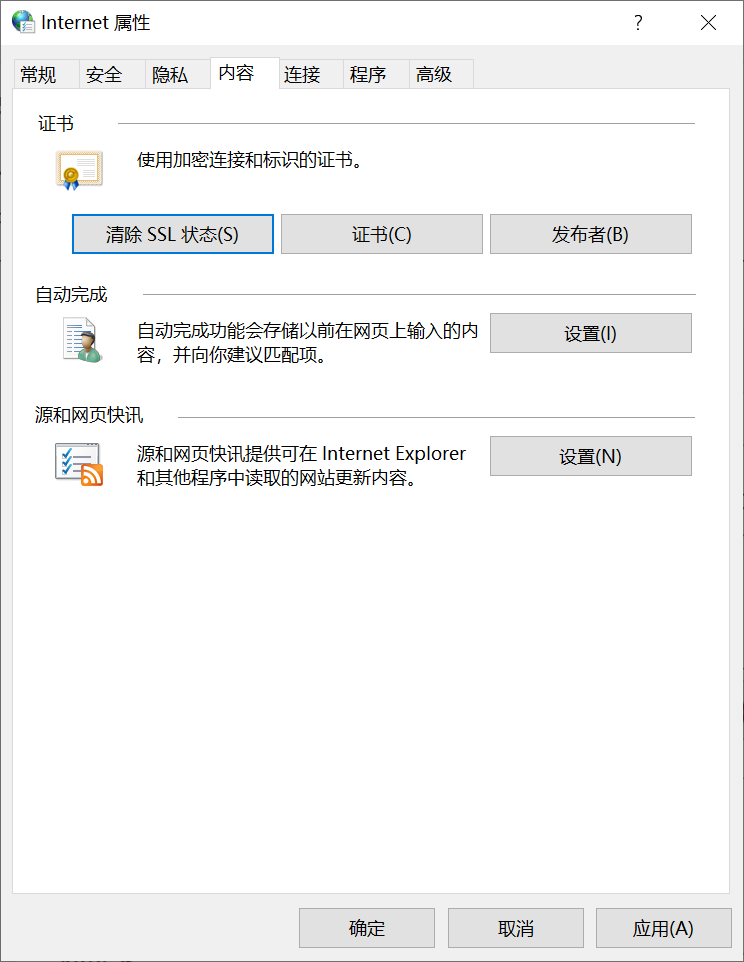 Internet 属性
?
常规 安全 隐私 内容 连接 程序 高级
证书
使用加密连接和标识的证书。
清除 SSL 状态(S) 证书(C) 发布者(B)
自动完成
自动完成功能会存储以前在网页上输入的内
容，并向你建议匹配项。
设置(I)
源和网页快讯
源和网页快讯提供可在 Internet Explorer
和其他程序中读取的网站更新内容。
设置(N)
确定 取消 应用(A)